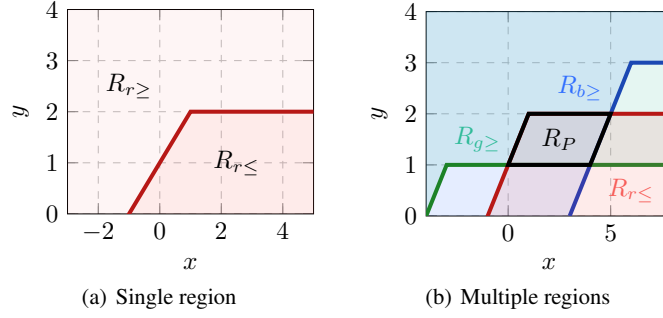 4
3
2
1
0
y
−2 0 2 4
x
R_{r≥}
R_{r≤}
(a) Single region
4
3
2
1
0
y
0 5
x
R_{b≥}
R_{g≥}
R_P
R_{r≤}
(b) Multiple regions